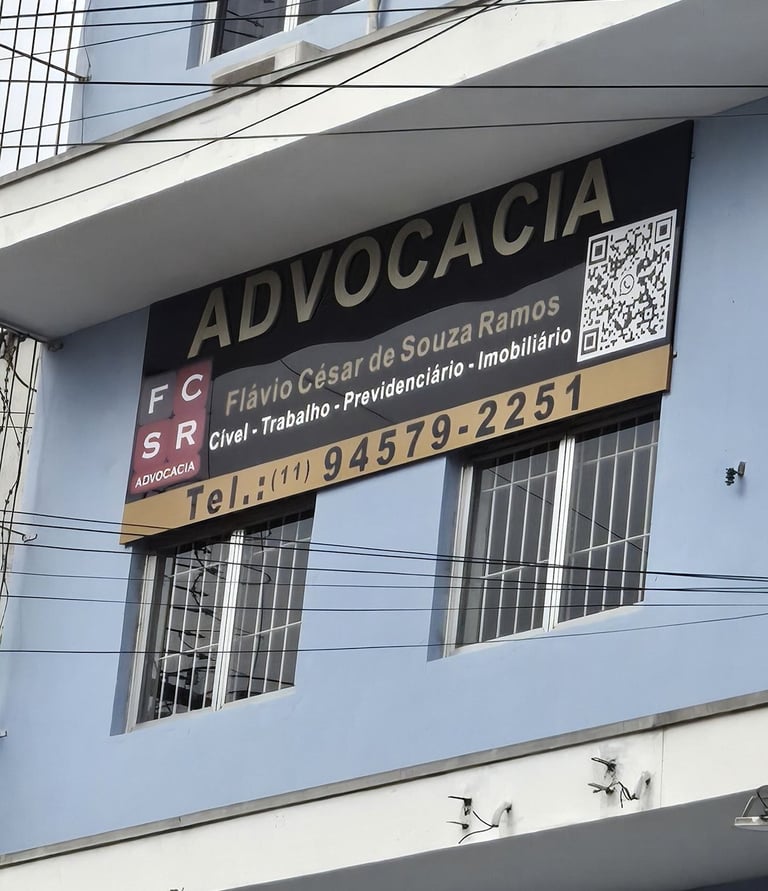 ADVOCACIA
Flávio César de Souza Ramos
Cível - Trabalho - Previdenciário - Imobiliário
F C
S R
ADVOCACIA
Tel.: (11) 94579-2251